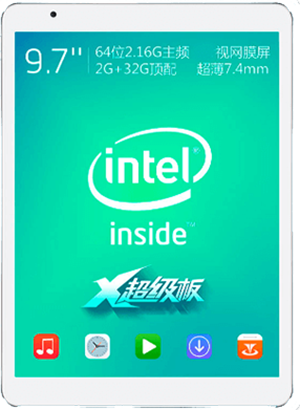 9.7"
64位2.16G主频 视网膜屏
2G+32G顶配 超薄7.4mm
intel®
inside™
X超级板